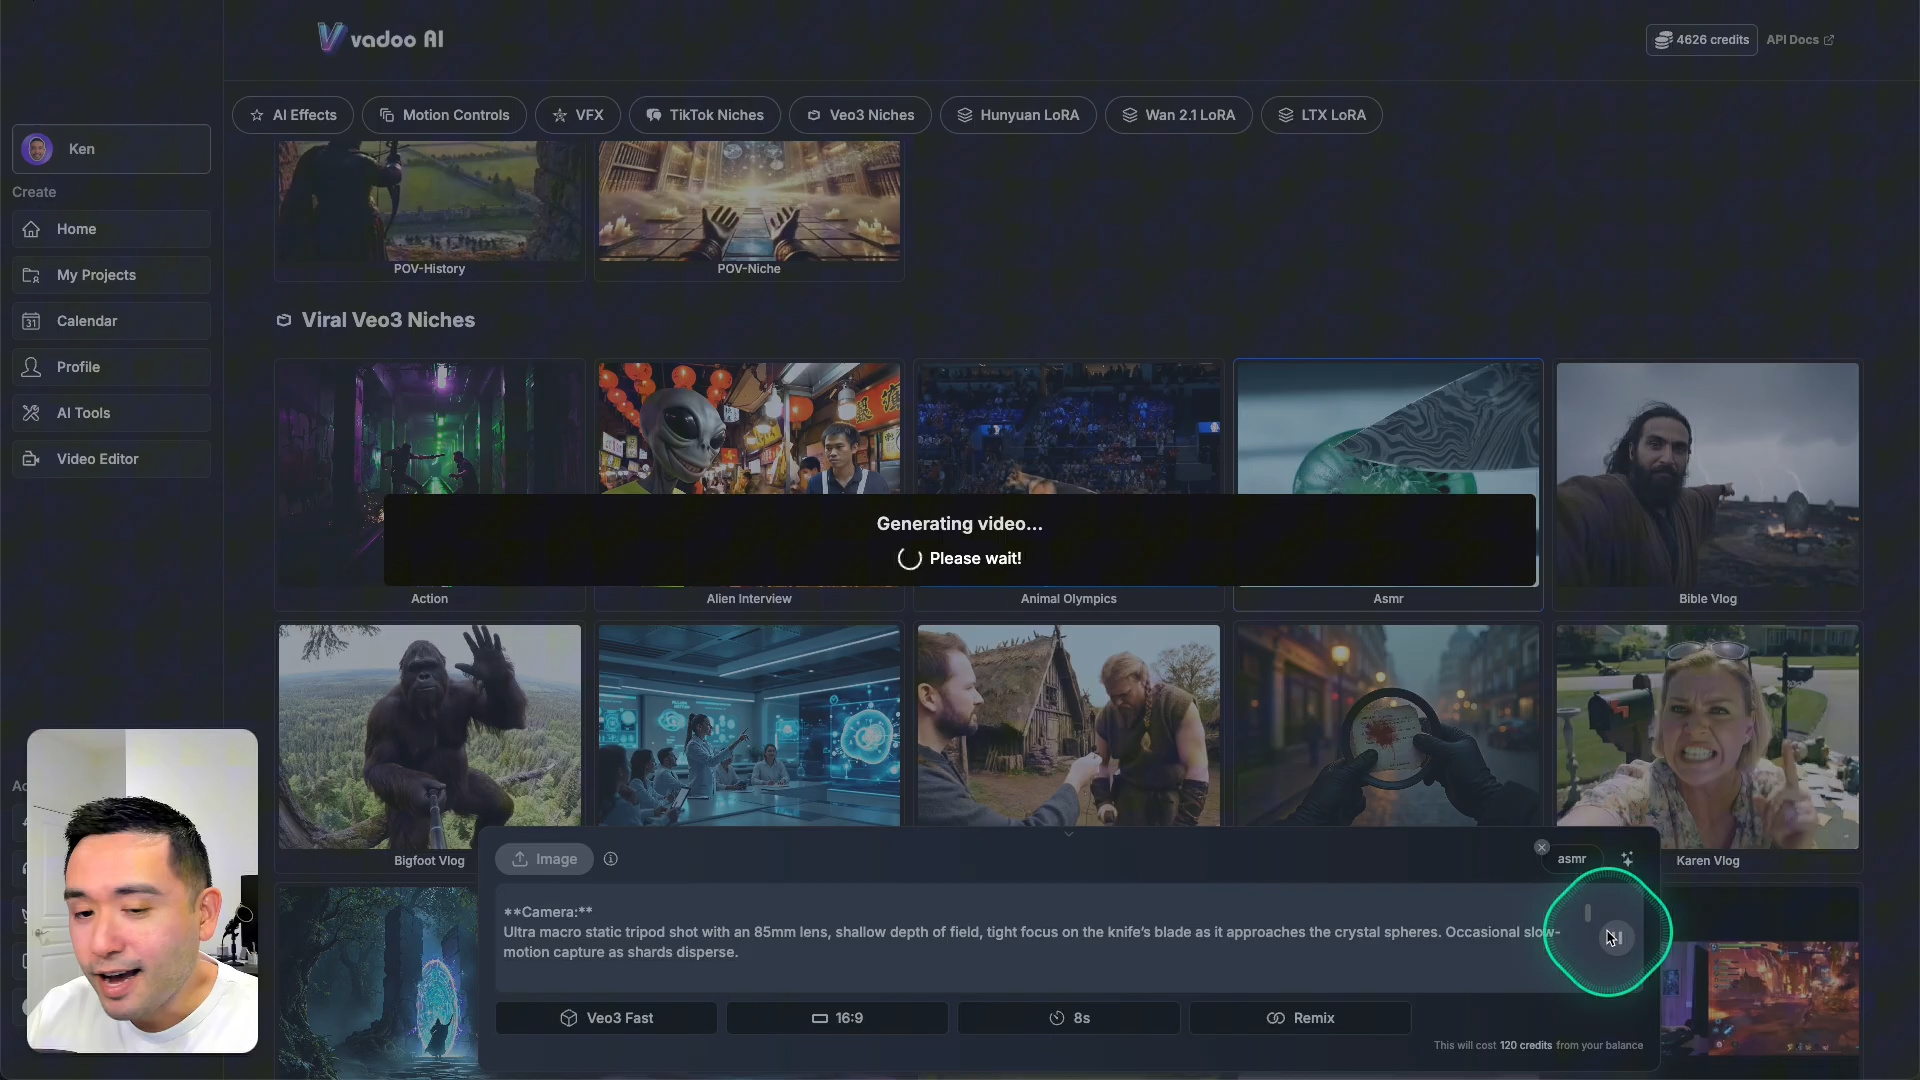 vadoo AI
4626 credits
API Docs
AI Effects
Motion Controls
VFX
TikTok Niches
Veo3 Niches
Hunyuan LoRA
Wan 2.1 LoRA
LTX LoRA
Ken
Create
Home
My Projects
31
Calendar
Profile
AI Tools
Video Editor
POV-History
POV-Niche
Viral Veo3 Niches
Generating video...
Please wait!
Action
Alien Interview
Animal Olympics
Asmr
Bible Vlog
Bigfoot Vlog
Karen Vlog
Image
asmr
**Camera:**
Ultra macro static tripod shot with an 85mm lens, shallow depth of field, tight focus on the knife's blade as it approaches the crystal spheres. Occasional slow-
motion capture as shards disperse.
Veo3 Fast
16:9
8s
Remix
This will cost 120 credits from your balance